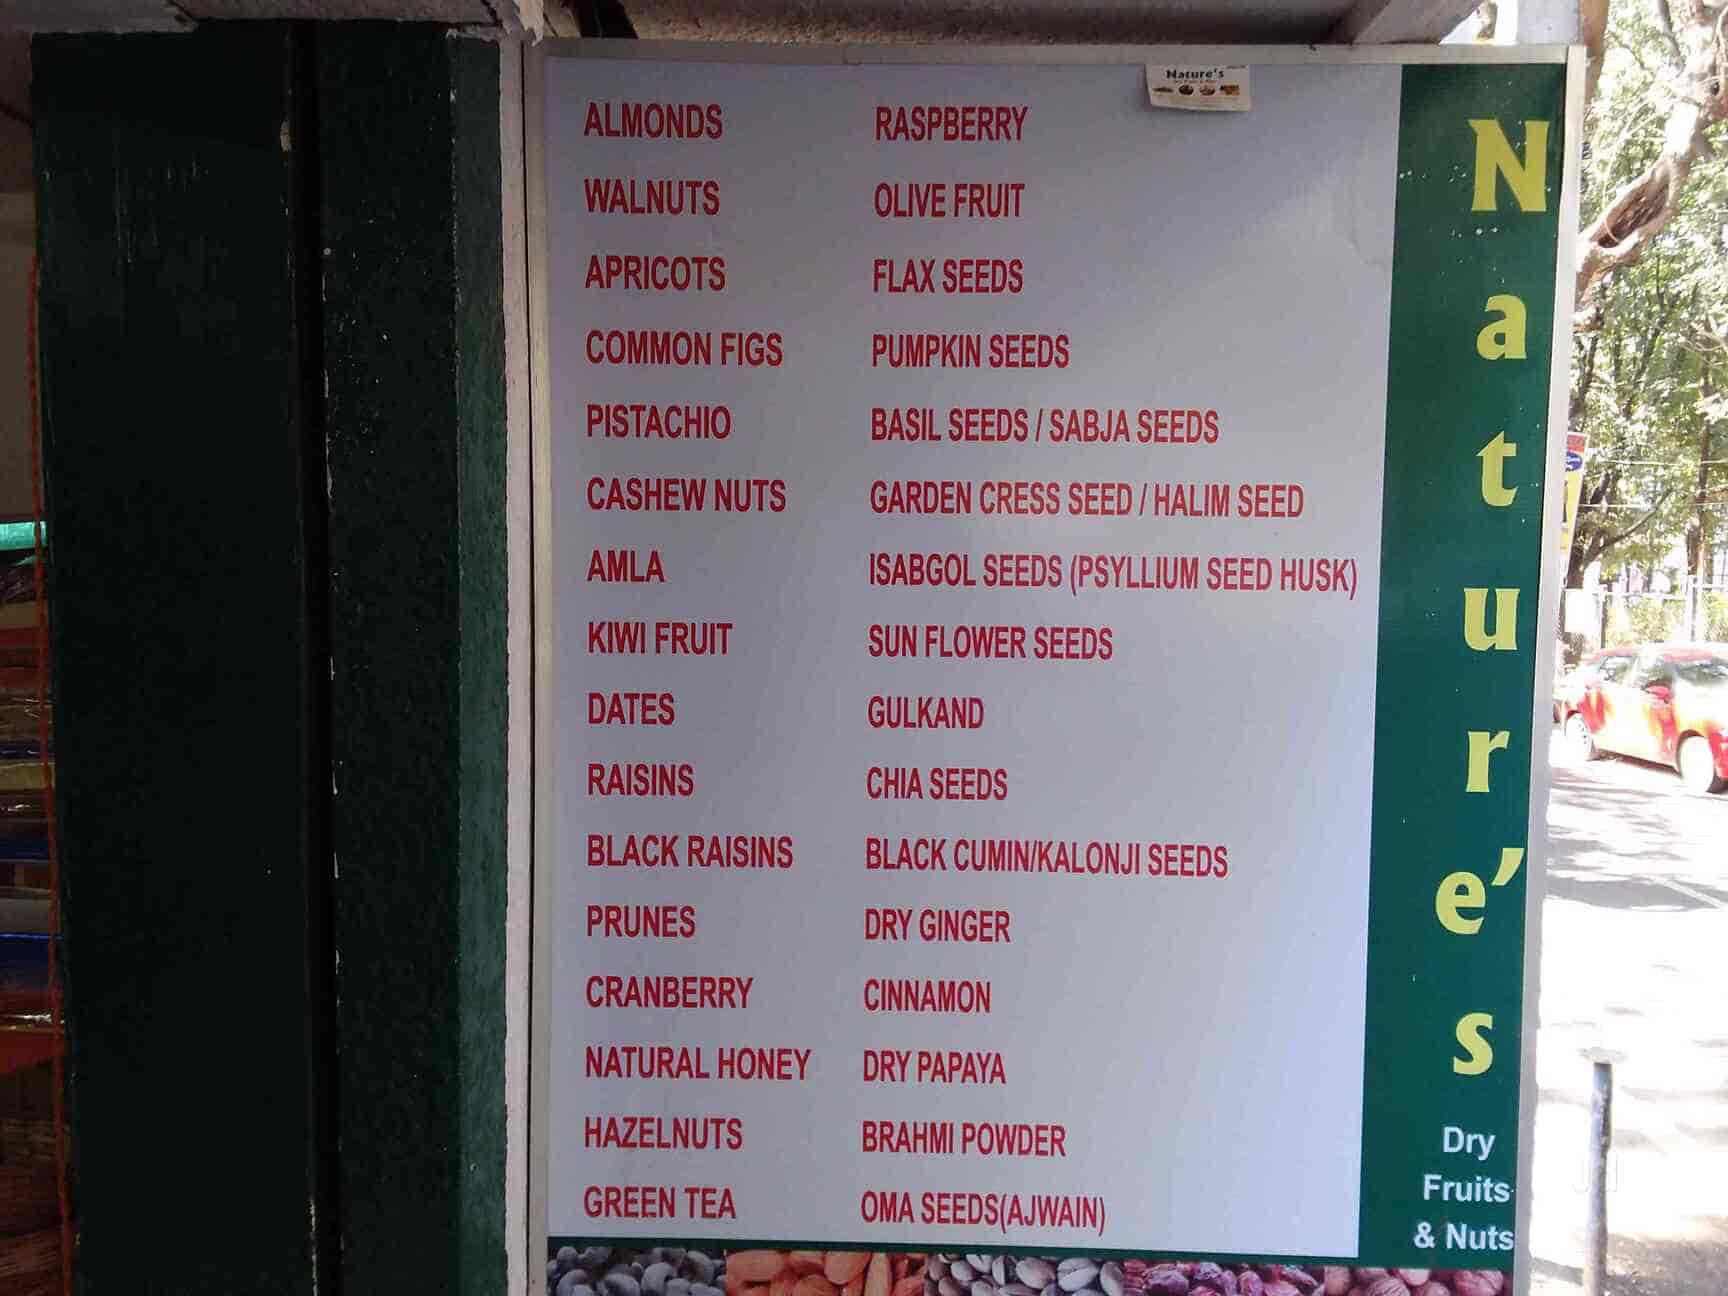 Nature's
ALMONDS
WALNUTS
APRICOTS
COMMON FIGS
PISTACHIO
CASHEW NUTS
AMLA
KIWI FRUIT
DATES
RAISINS
BLACK RAISINS
PRUNES
CRANBERRY
NATURAL HONEY
HAZELNUTS
GREEN TEA
RASPBERRY
OLIVE FRUIT
FLAX SEEDS
PUMPKIN SEEDS
BASIL SEEDS / SABJA SEEDS
GARDEN CRESS SEED / HALIM SEED
ISABGOL SEEDS (PSYLLIUM SEED HUSK)
SUN FLOWER SEEDS
GULKAND
CHIA SEEDS
BLACK CUMIN/KALONJI SEEDS
DRY GINGER
CINNAMON
DRY PAPAYA
BRAHMI POWDER
OMA SEEDS(AJWAIN)
Nature's
Dry
Fruits
& Nuts